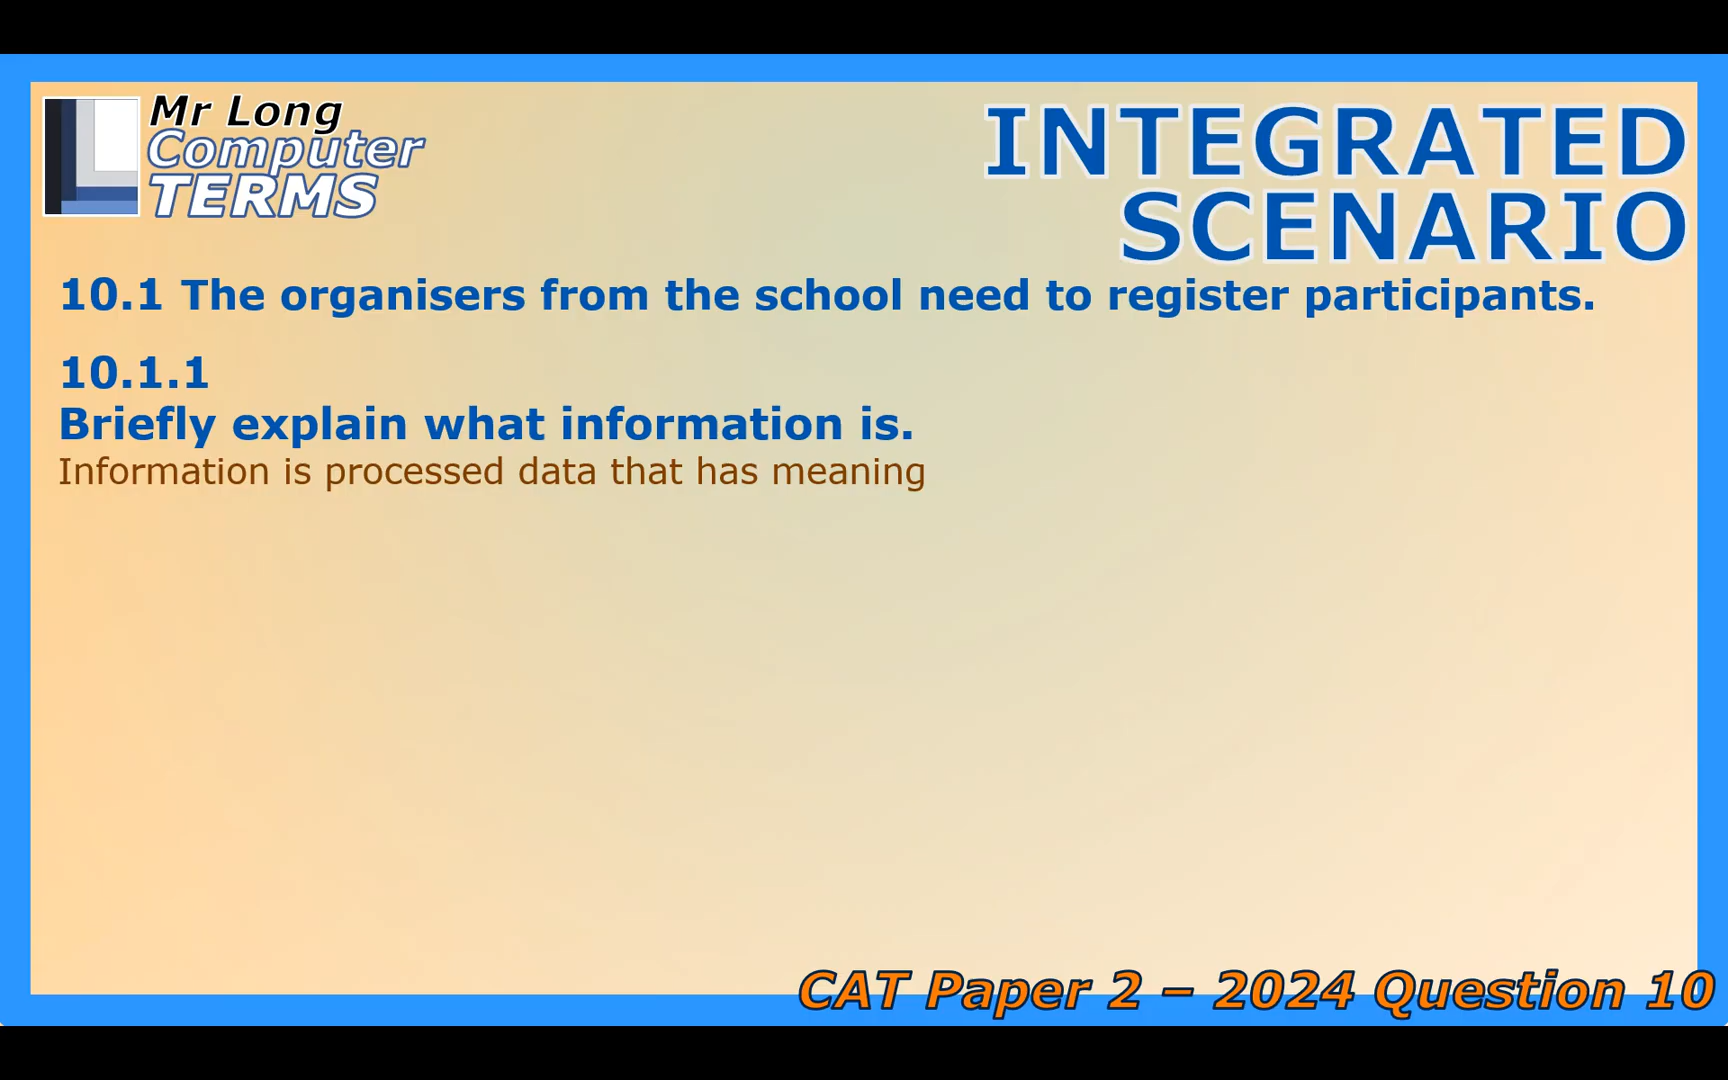 Mr Long
Computer
TERMS
INTEGRATED
SCENARIO
10.1 The organisers from the school need to register participants.
10.1.1
Briefly explain what information is.
Information is processed data that has meaning
CAT Paper 2 – 2024 Question 10